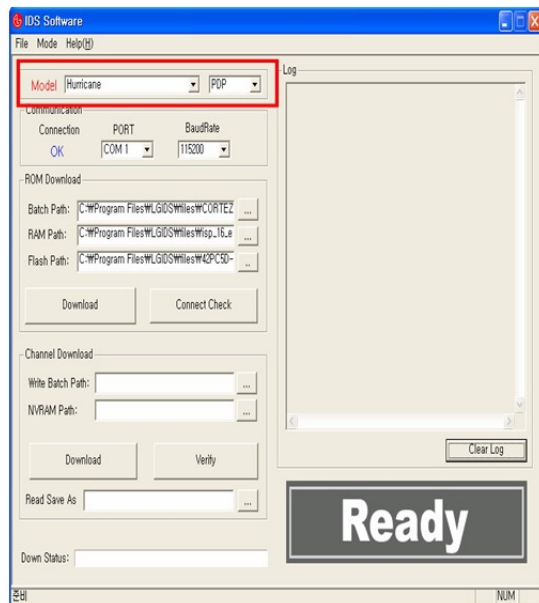 IDS Software
File Mode Help(H)
Model Hurricane PDP
Communication
Connection PORT BaudRate
OK COM 1 115200
ROM Download
Batch Path: C:₩Program Files₩LGIDS₩files₩CORTEZ ...
RAM Path: C:₩Program Files₩LGIDS₩files₩isp_16_e ...
Flash Path: C:₩Program Files₩LGIDS₩files₩42PC5D- ..
Download Connect Check
Channel Download
Write Batch Path: ...
NVRAM Path: ...
Download Verify
Read Save As ...
Down Status:
Log
Clear Log
Ready
준비 NUM